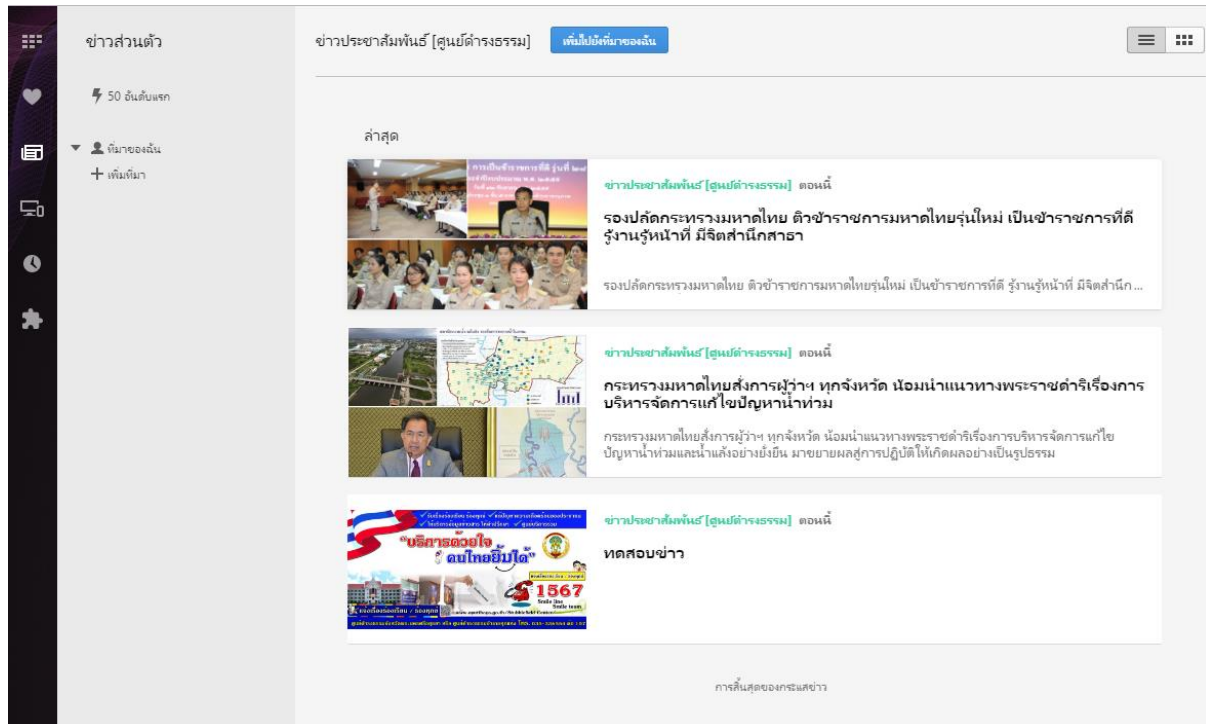 ข่าวส่วนตัว
50 อันดับแรก
ที่มาของฉัน
เพิ่มที่มา
ข่าวประชาสัมพันธ์ [ศูนย์ดำรงธรรม]
เพิ่มไปยังที่มาของฉัน
ล่าสุด
ข่าวประชาสัมพันธ์ [ศูนย์ดำรงธรรม] ตอนนี้
รองปลัดกระทรวงมหาดไทย ติวข้าราชการมหาดไทยรุ่นใหม่ เป็นข้าราชการที่ดี
รู้งานรู้หน้าที่ มีจิตสำนึกสาธา
รองปลัดกระทรวงมหาดไทย ติวข้าราชการมหาดไทยรุ่นใหม่ เป็นข้าราชการที่ดี รู้งานรู้หน้าที่ มีจิตสำนึก ...
ข่าวประชาสัมพันธ์ [ศูนย์ดำรงธรรม] ตอนนี้
กระทรวงมหาดไทยสั่งการผู้ว่าฯ ทุกจังหวัด น้อมนำแนวทางพระราชดำริเรื่องการ
บริหารจัดการแก้ไขปัญหาน้ำท่วม
กระทรวงมหาดไทยสั่งการผู้ว่าฯ ทุกจังหวัด น้อมนำแนวทางพระราชดำริเรื่องการบริหารจัดการแก้ไข
ปัญหาน้ำท่วมและน้ำแล้งอย่างยั่งยืน มาขยายผลสู่การปฏิบัติให้เกิดผลอย่างเป็นรูปธรรม
"บริการด้วยใจ
คนไทยยิ้มได้"
1567
Smile line
Smile team
ข่าวประชาสัมพันธ์ [ศูนย์ดำรงธรรม] ตอนนี้
ทดสอบข่าว
การสิ้นสุดของกระแสข่าว